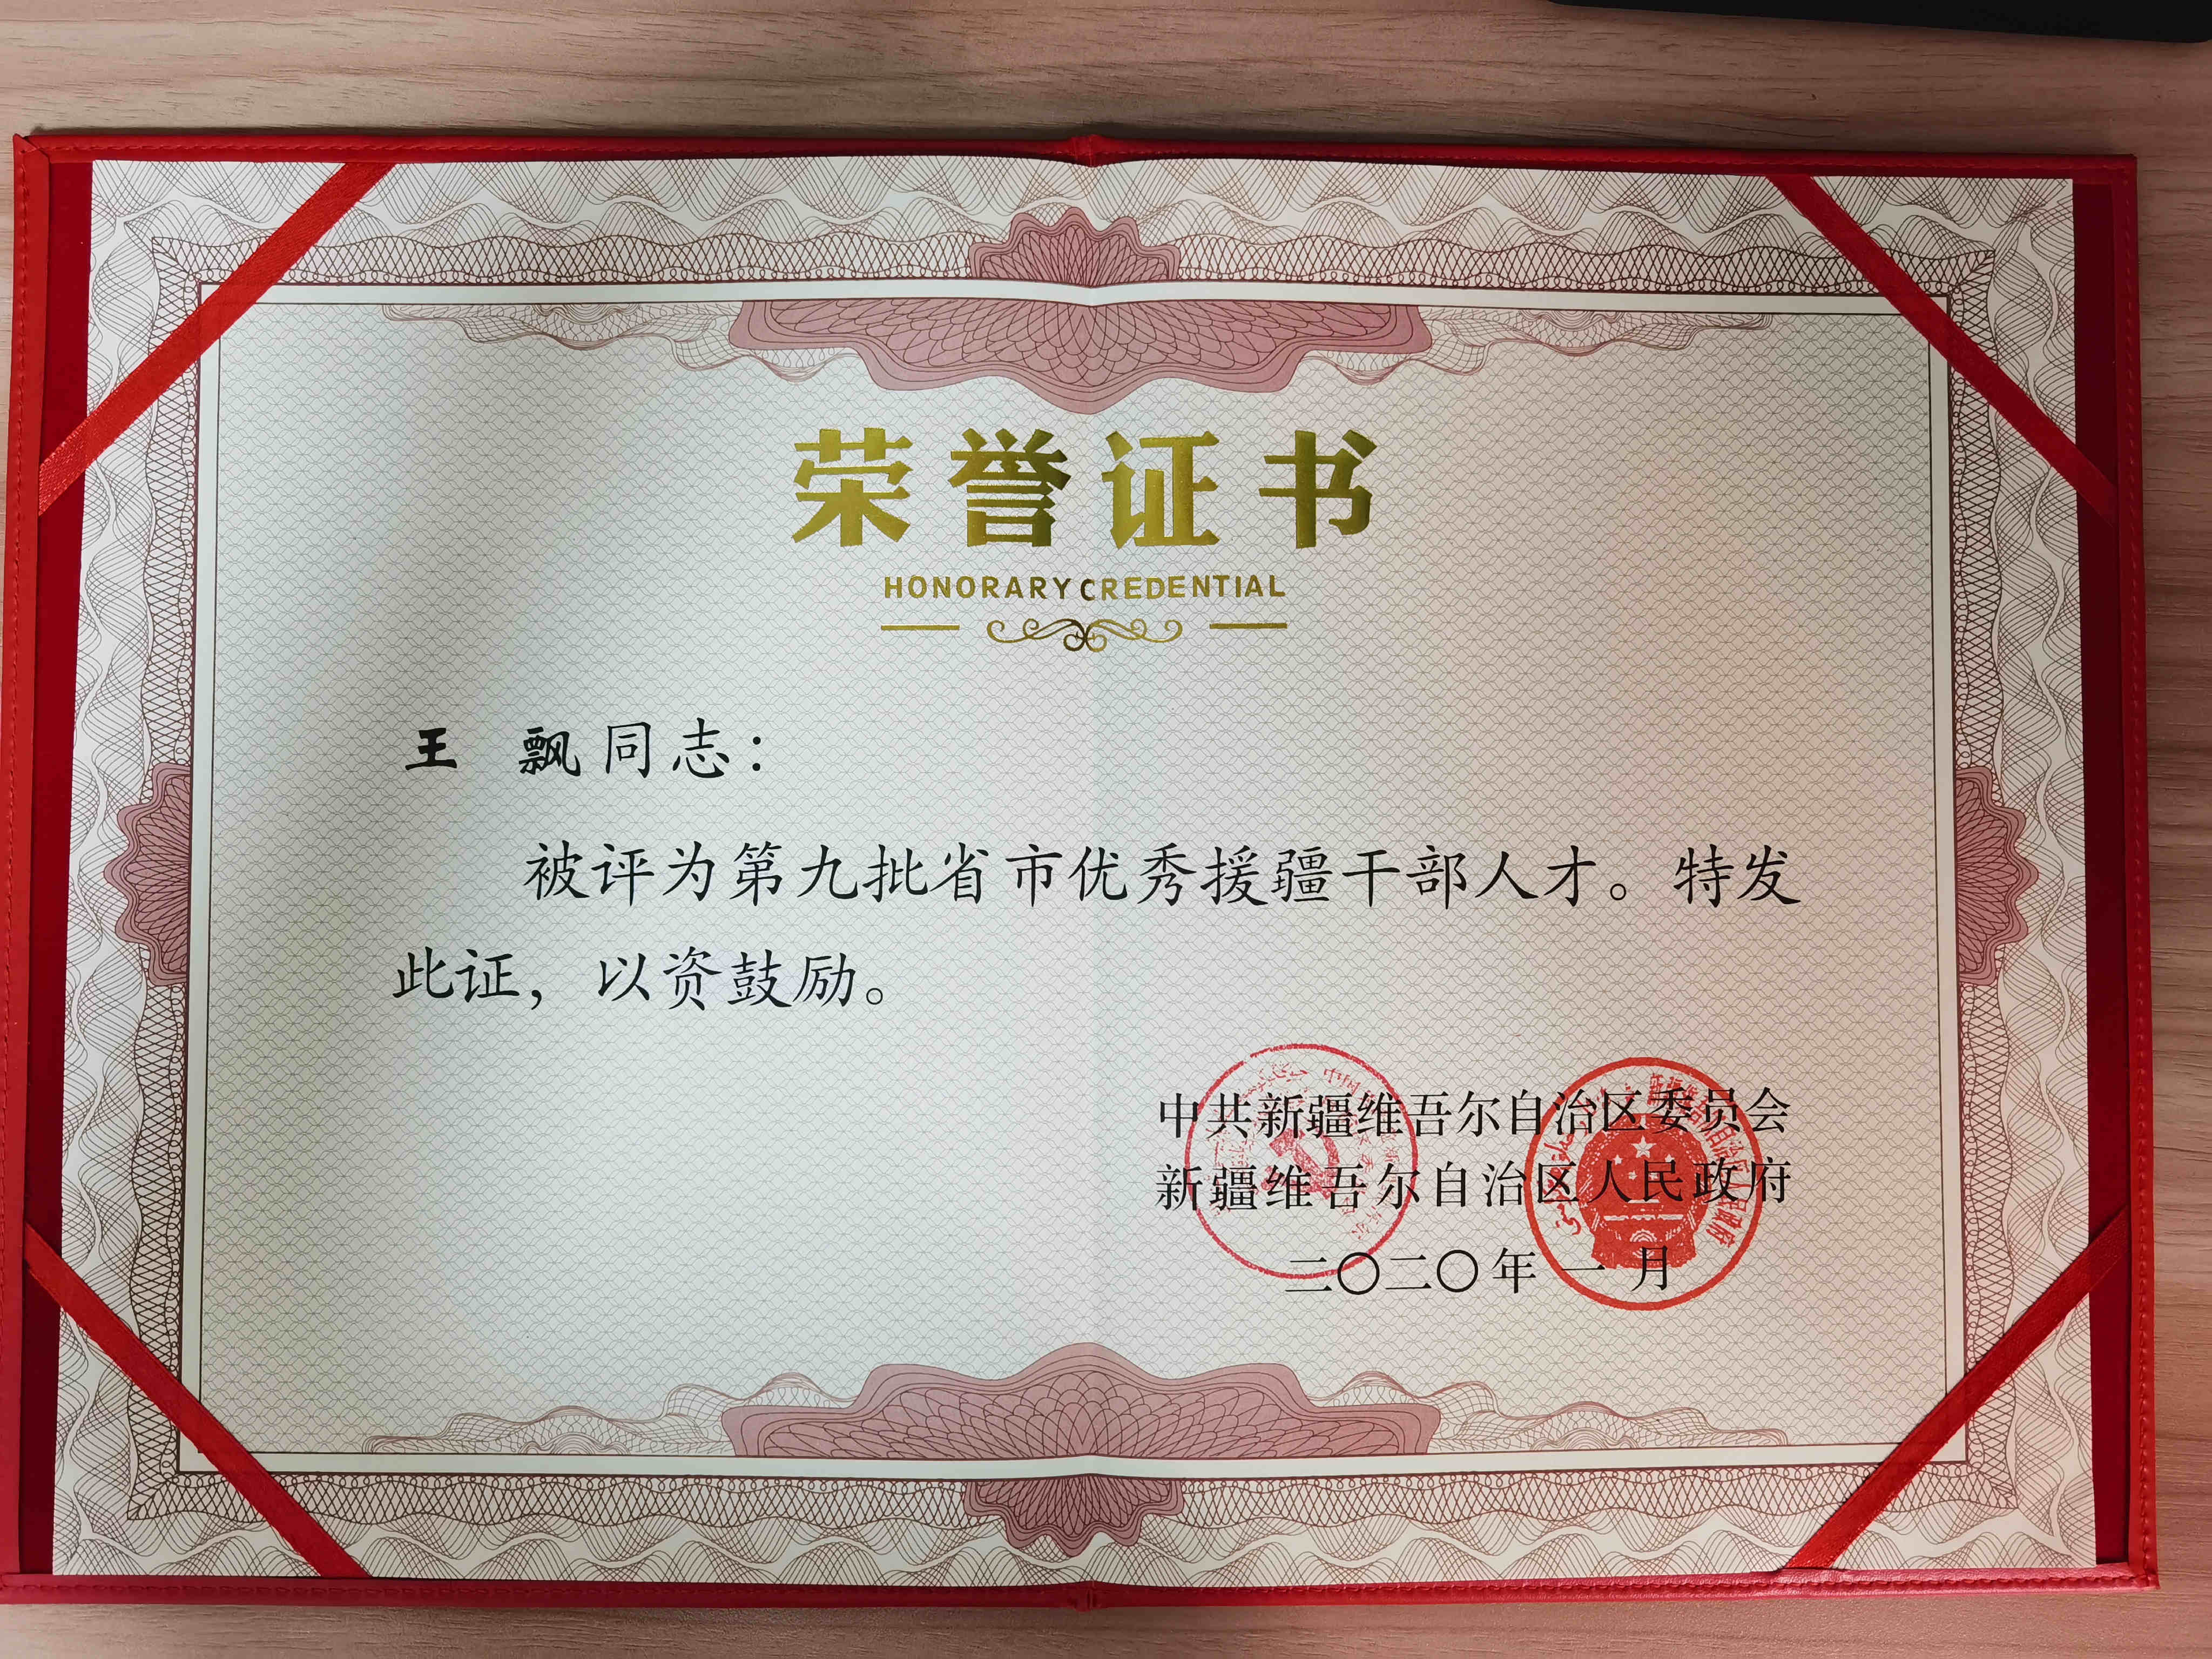 荣誉证书
HONORARY CREDENTIAL
王 飘同志：
被评为第九批省市优秀援疆干部人才。特发
此证，以资鼓励。
中共新疆维吾尔自治区委员会
新疆维吾尔自治区人民政府
二〇二〇年一月